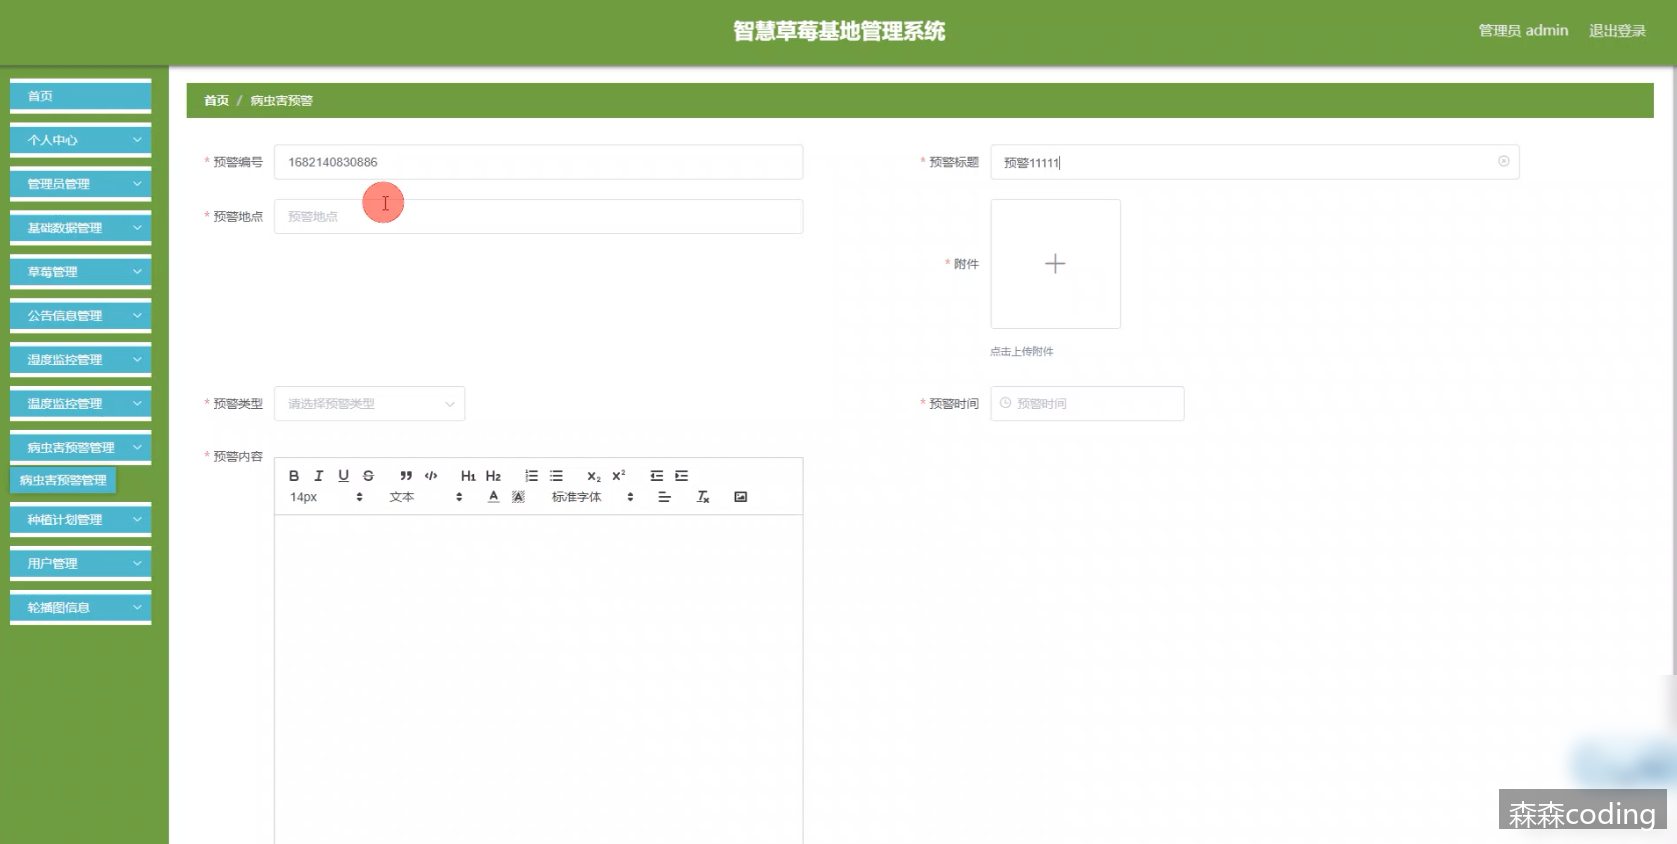 智慧草莓基地管理系统
管理员 admin 退出登录
首页
个人中心
管理员管理
基础数据管理
草莓管理
公告信息管理
湿度监控管理
温度监控管理
病虫害预警管理
病虫害预警管理
种植计划管理
用户管理
轮播图信息
首页 / 病虫害预警
* 预警编号 1682140830886
* 预警标题 预警11111
* 预警地点 预警地点
* 附件
点击上传附件
* 预警类型 请选择预警类型
* 预警时间 预警时间
* 预警内容
B I U S ” </> H1 H2 x₂ x²
14px 文本 A A 标准字体 Tx
森森coding